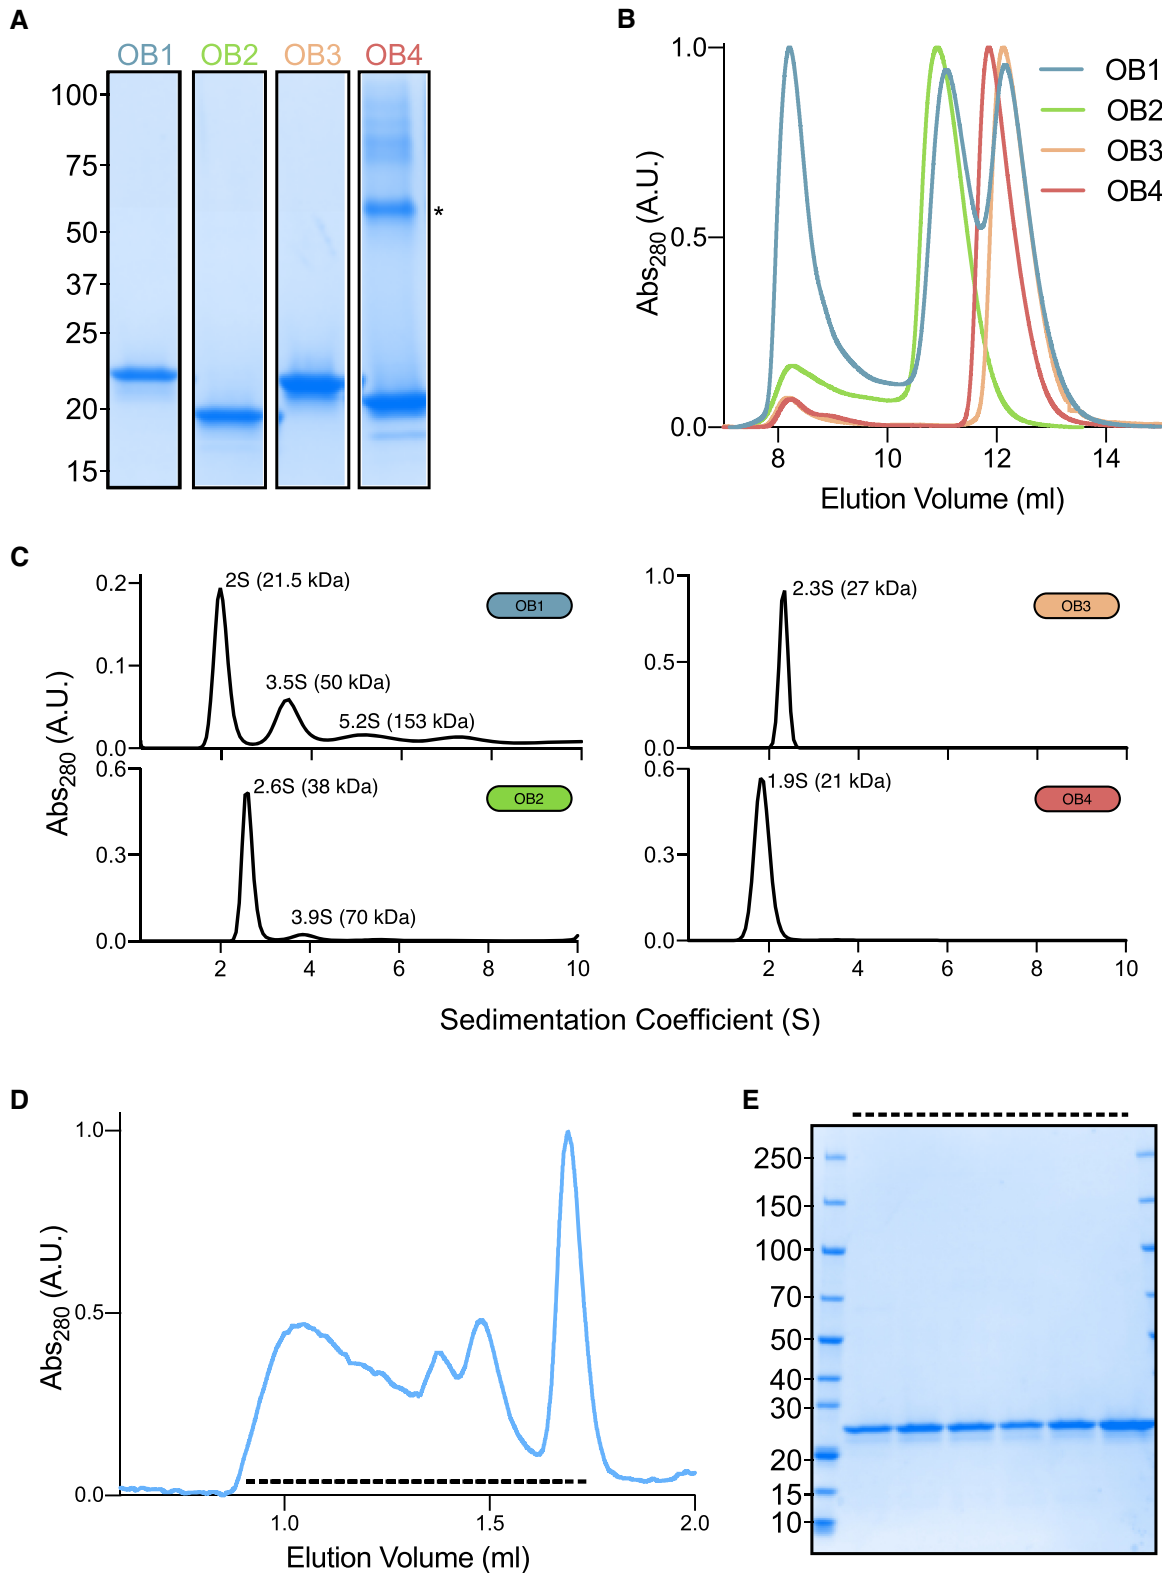 A
OB1 OB2 OB3 OB4
100
75
50
37
25
20
15
*
B
1.0
0.5
0.0
Abs280 (A.U.)
8 10 12 14
Elution Volume (ml)
OB1
OB2
OB3
OB4
C
Abs280 (A.U.)
0.2
0.1
0.0
2S (21.5 kDa)
3.5S (50 kDa)
5.2S (153 kDa)
OB1
1.0
0.5
0.0
2.3S (27 kDa)
OB3
0.6
0.3
0.0
2.6S (38 kDa)
3.9S (70 kDa)
OB2
2 4 6 8 10
0.6
0.3
0.0
1.9S (21 kDa)
OB4
2 4 6 8 10
Sedimentation Coefficient (S)
D
1.0
0.5
0.0
Abs280 (A.U.)
1.0 1.5 2.0
Elution Volume (ml)
E
250
150
100
70
50
40
30
20
15
10